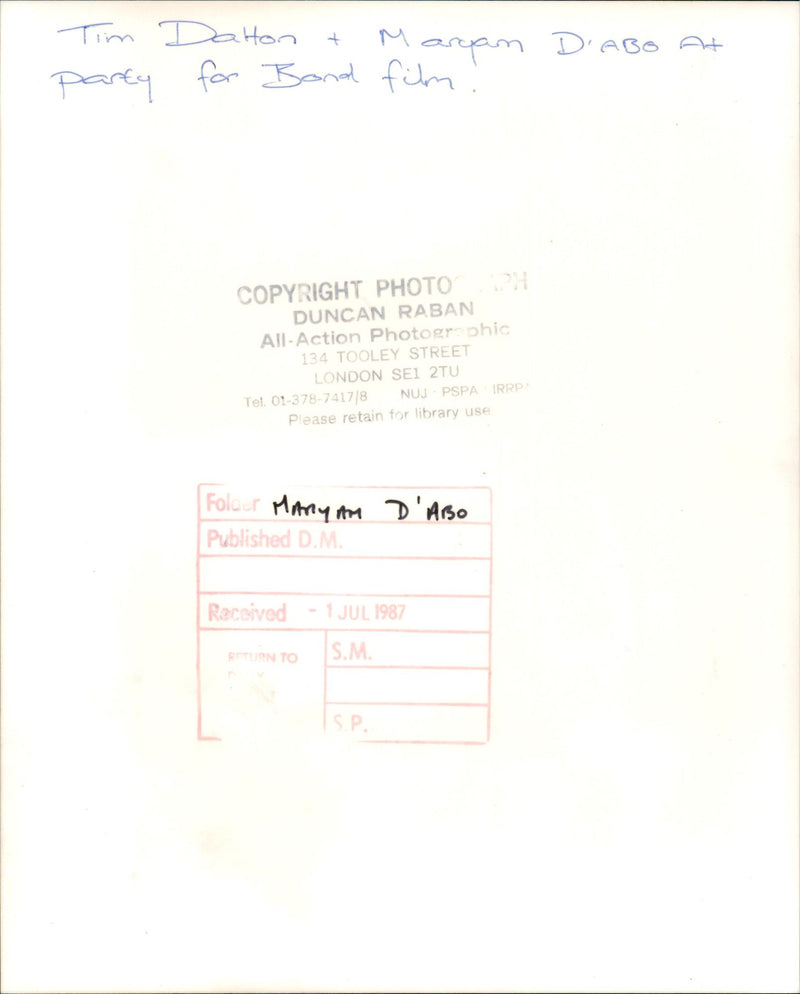 Tim Dalton + Maryam D'ABO At
party for Bond film.
COPYRIGHT PHOTOGRAPH
DUNCAN RABAN
All-Action Photographic
134 TOOLEY STREET
LONDON SE1 2TU
Tel. 01-378-7417/8 NUJ · PSPA · IRRP
Please retain for library use
Folder MARYAM D'ABO
Published D.M.
Received - 1 JUL 1987
RETURN TO
S.M.
S.P.